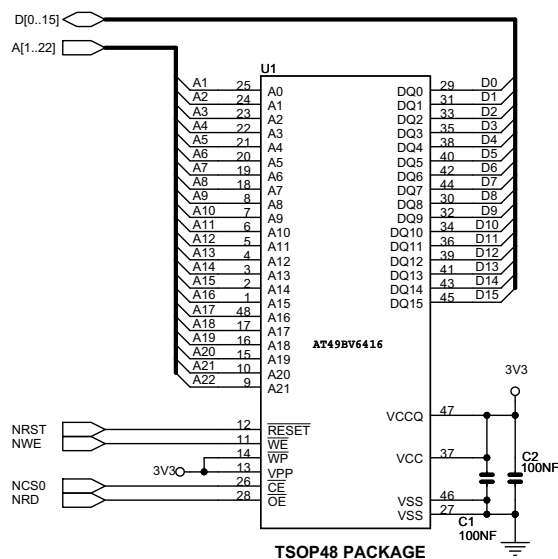 D[0..15]
A[1..22]
U1
A1 25 A0 DQ0 29 D0
A2 24 A1 DQ1 31 D1
A3 23 A2 DQ2 33 D2
A4 22 A3 DQ3 35 D3
A5 21 A4 DQ4 38 D4
A6 20 A5 DQ5 40 D5
A7 19 A6 DQ6 42 D6
A8 18 A7 DQ7 44 D7
A9 8 A8 DQ8 30 D8
A10 7 A9 DQ9 32 D9
A11 6 A10 DQ10 34 D10
A12 5 A11 DQ11 36 D11
A13 4 A12 DQ12 39 D12
A14 3 A13 DQ13 41 D13
A15 2 A14 DQ14 43 D14
A16 1 A15 DQ15 45 D15
A17 48 A16
A18 17 A17
A19 16 A18 AT49BV6416
A20 15 A19
A21 10 A20
A22 9 A21
3V3
NRST 12 RESET VCCQ 47
NWE 11 WE
14 WP
3V3 13 VPP VCC 37 C2
100NF
NCS0 26 CE
NRD 28 OE VSS 46
VSS 27 C1
100NF
TSOP48 PACKAGE